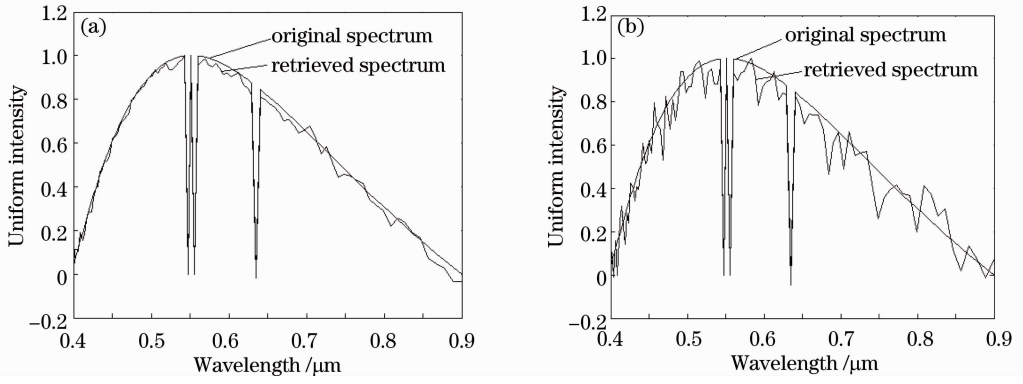 (a)
original spectrum
retrieved spectrum
1.2
1.0
0.8
0.6
0.4
0.2
0
−0.2
0.4
0.5
0.6
0.7
0.8
0.9
Uniform intensity
Wavelength /μm
(b)
original spectrum
retrieved spectrum
1.2
1.0
0.8
0.6
0.4
0.2
0
−0.2
0.4
0.5
0.6
0.7
0.8
0.9
Uniform intensity
Wavelength /μm